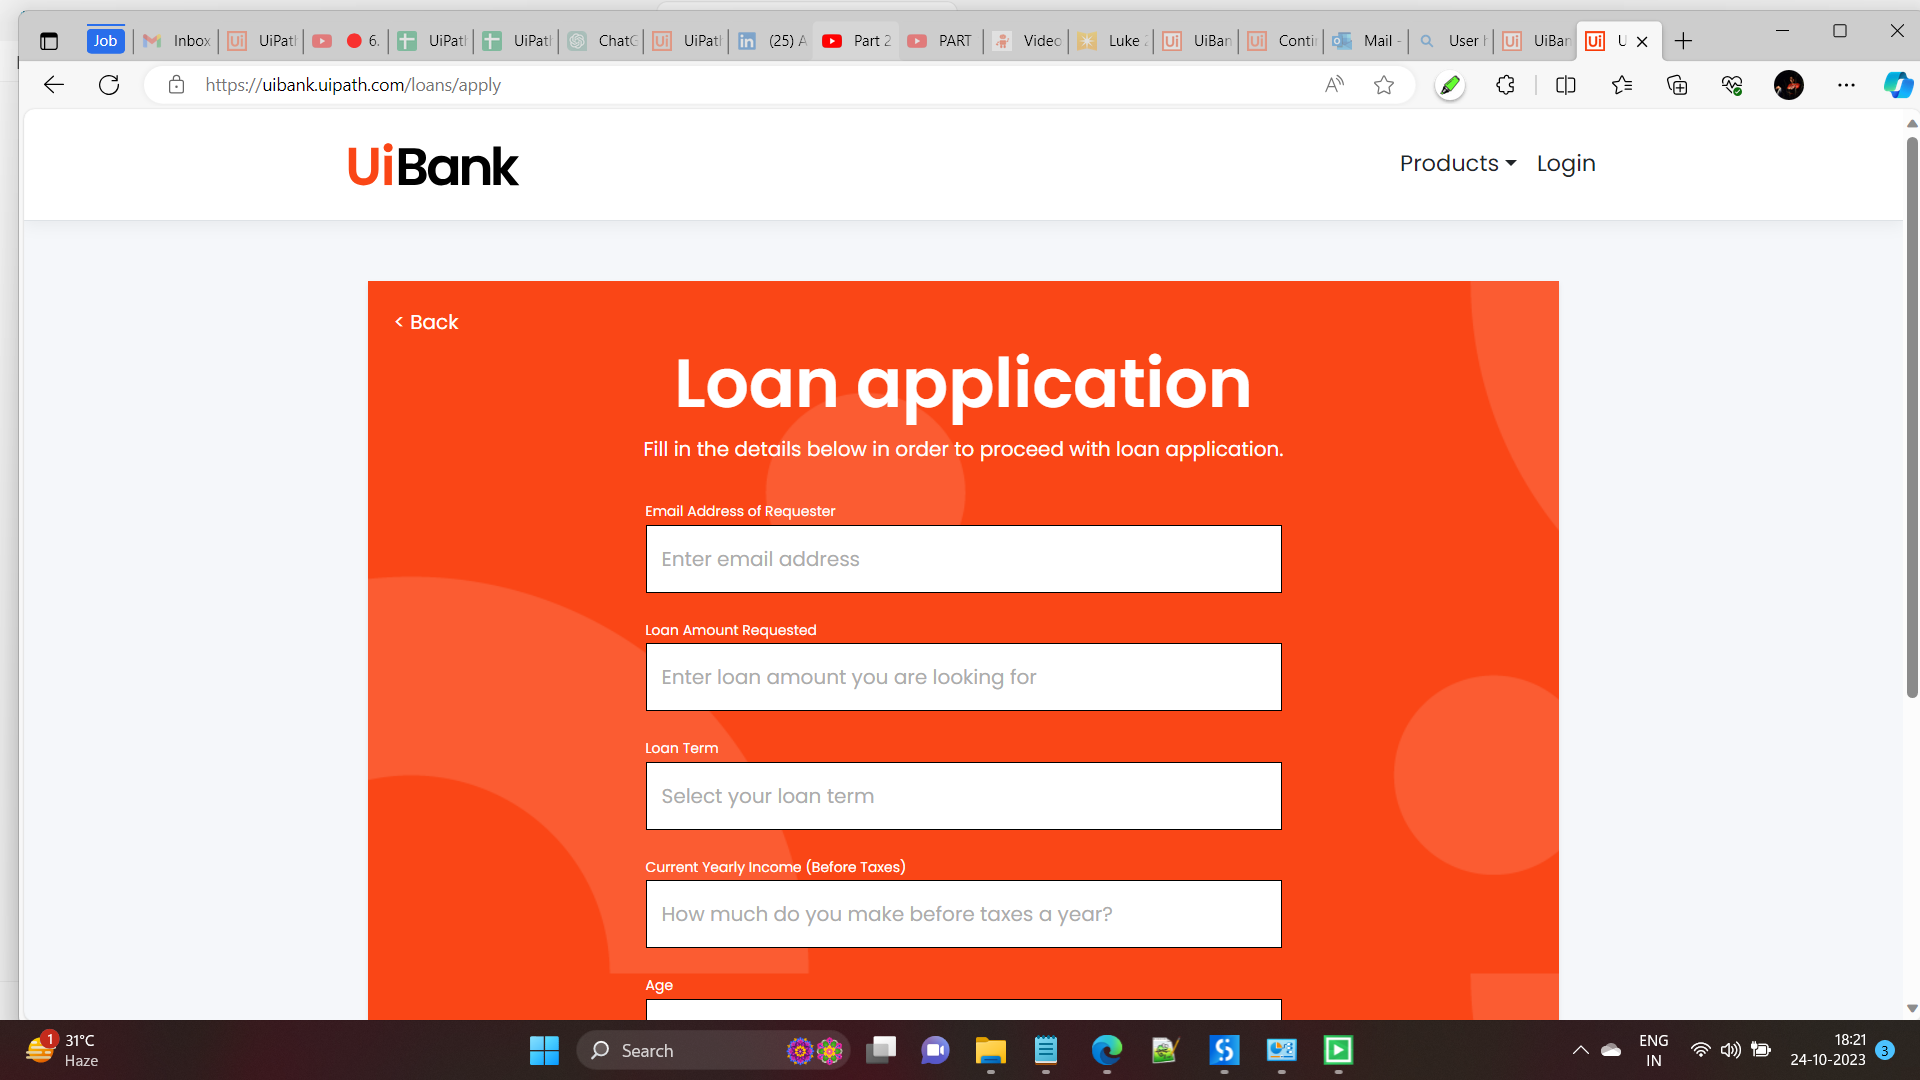 Job
Inbox
UiPat
6.
UiPat
UiPat
ChatG
UiPat
(25) A
Part 2
PART
Video
Luke 2
UiBan
Conti
Mail -
User h
UiBan
U
https://uibank.uipath.com/loans/apply
UiBank
Products
Login
< Back
Loan application
Fill in the details below in order to proceed with loan application.
Email Address of Requester
Enter email address
Loan Amount Requested
Enter loan amount you are looking for
Loan Term
Select your loan term
Current Yearly Income (Before Taxes)
How much do you make before taxes a year?
Age
1
31°C
Haze
Search
ENG
IN
18:21
24-10-2023
3